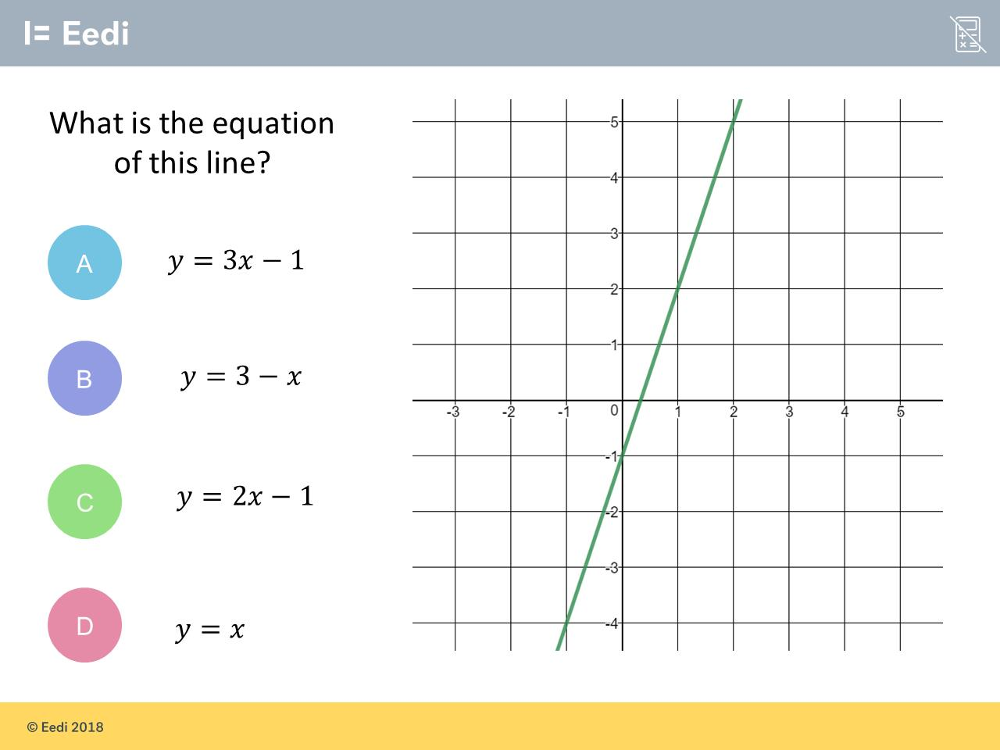 Eedi
What is the equation
of this line?
A
y = 3x − 1
B
y = 3 − x
C
y = 2x − 1
D
y = x
5
4
3
2
1
-3 -2 -1 0 1 2 3 4 5
-1
-2
-3
-4
© Eedi 2018